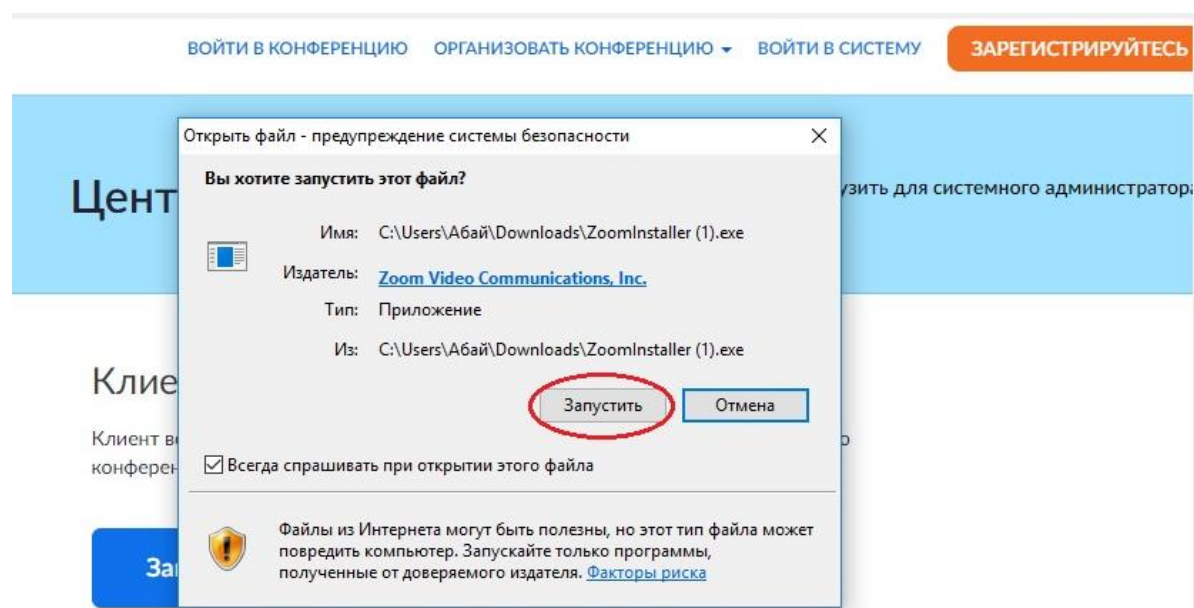 ВОЙТИ В КОНФЕРЕНЦИЮ ОРГАНИЗОВАТЬ КОНФЕРЕНЦИЮ ВОЙТИ В СИСТЕМУ ЗАРЕГИСТРИРУЙТЕСЬ
Открыть файл - предупреждение системы безопасности
Вы хотите запустить этот файл?
Цент
узить для системного администратора
Имя: C:\Users\Абай\Downloads\ZoomInstaller (1).exe
Издатель: Zoom Video Communications, Inc.
Тип: Приложение
Из: C:\Users\Абай\Downloads\ZoomInstaller (1).exe
Клие
Запустить Отмена
Клиент в
конферен
Всегда спрашивать при открытии этого файла
Файлы из Интернета могут быть полезны, но этот тип файла может
повредить компьютер. Запускайте только программы,
полученные от доверяемого издателя. Факторы риска
За